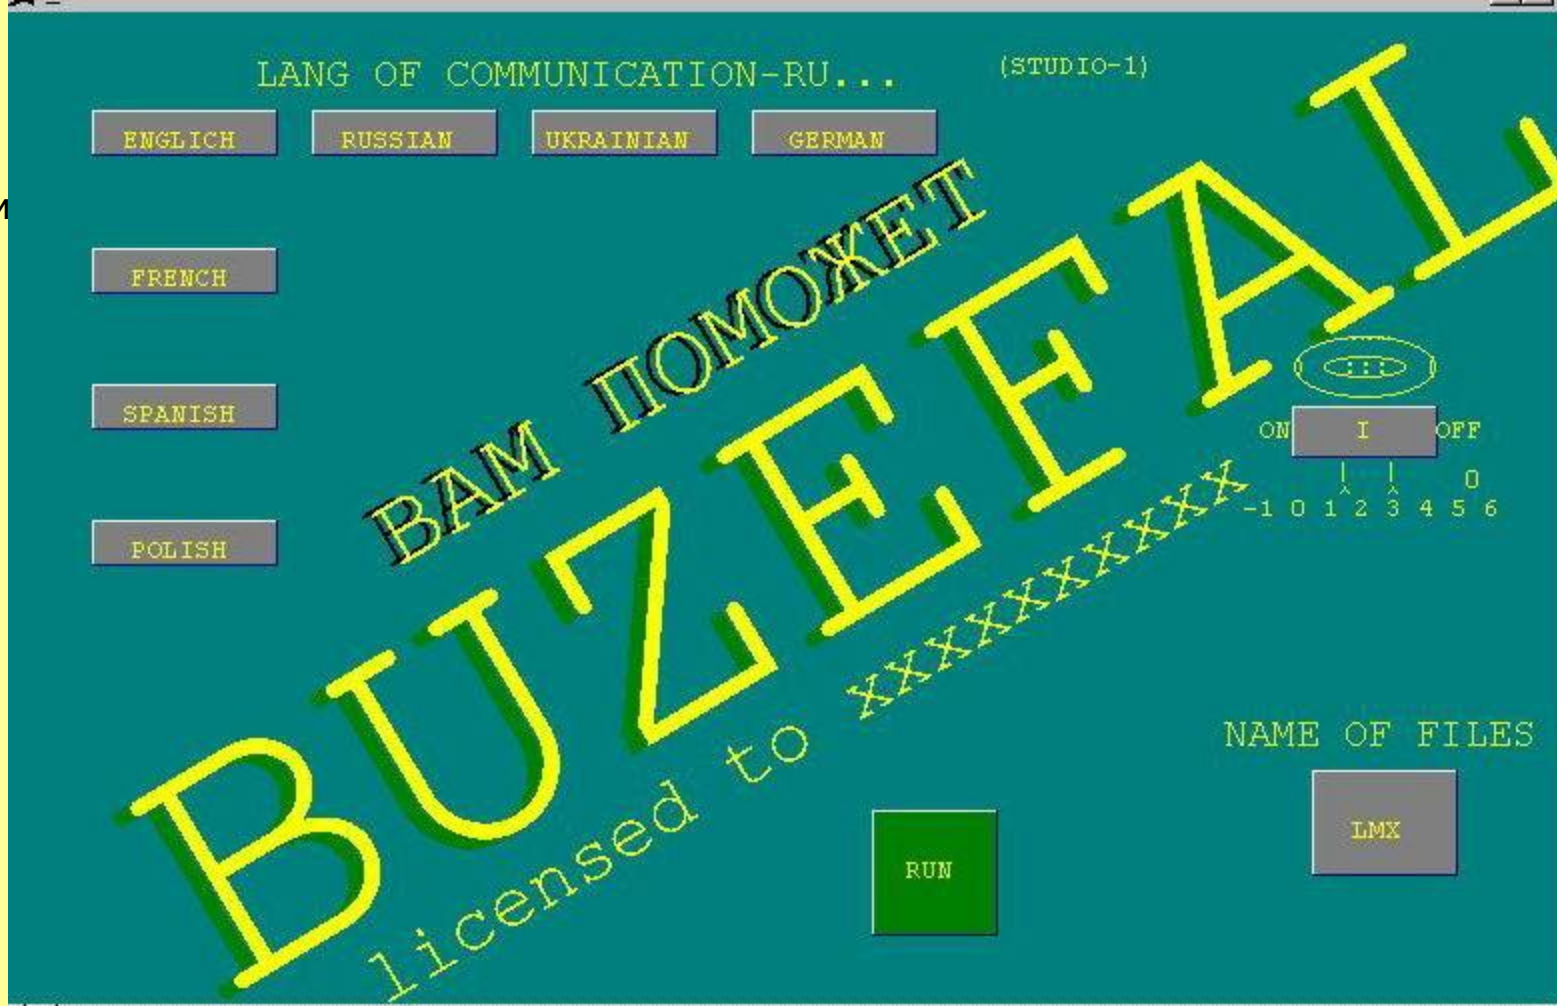 LANG OF COMMUNICATION-RU...
(STUDIO-1)
ENGLICH
RUSSIAN
UKRAINIAN
GERMAN
FRENCH
SPANISH
POLISH
ВАМ ПОМОЖЕТ
BUZEFAL
licensed to XXXXXXXXXXX
ON I OFF
0
-1 0 1 2 3 4 5 6
NAME OF FILES
LMX
RUN